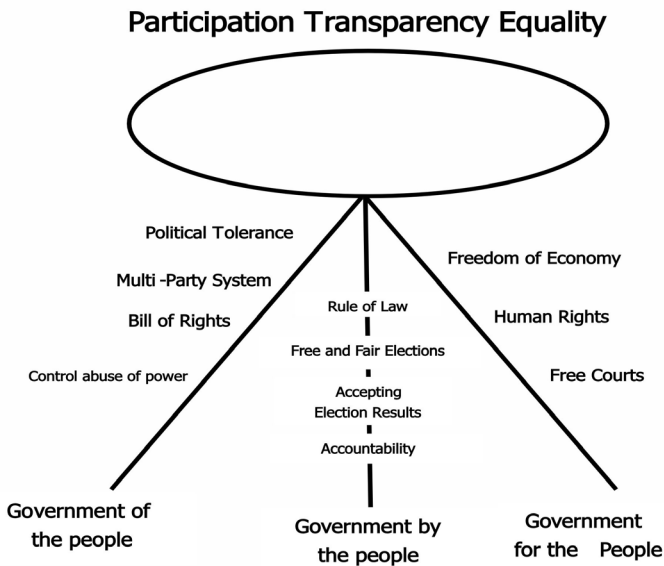 Participation Transparency Equality
Political Tolerance
Multi-Party System
Bill of Rights
Control abuse of power
Rule of Law
Free and Fair Elections
Accepting
Election Results
Accountability
Freedom of Economy
Human Rights
Free Courts
Government of
the people
Government by
the people
Government
for the People